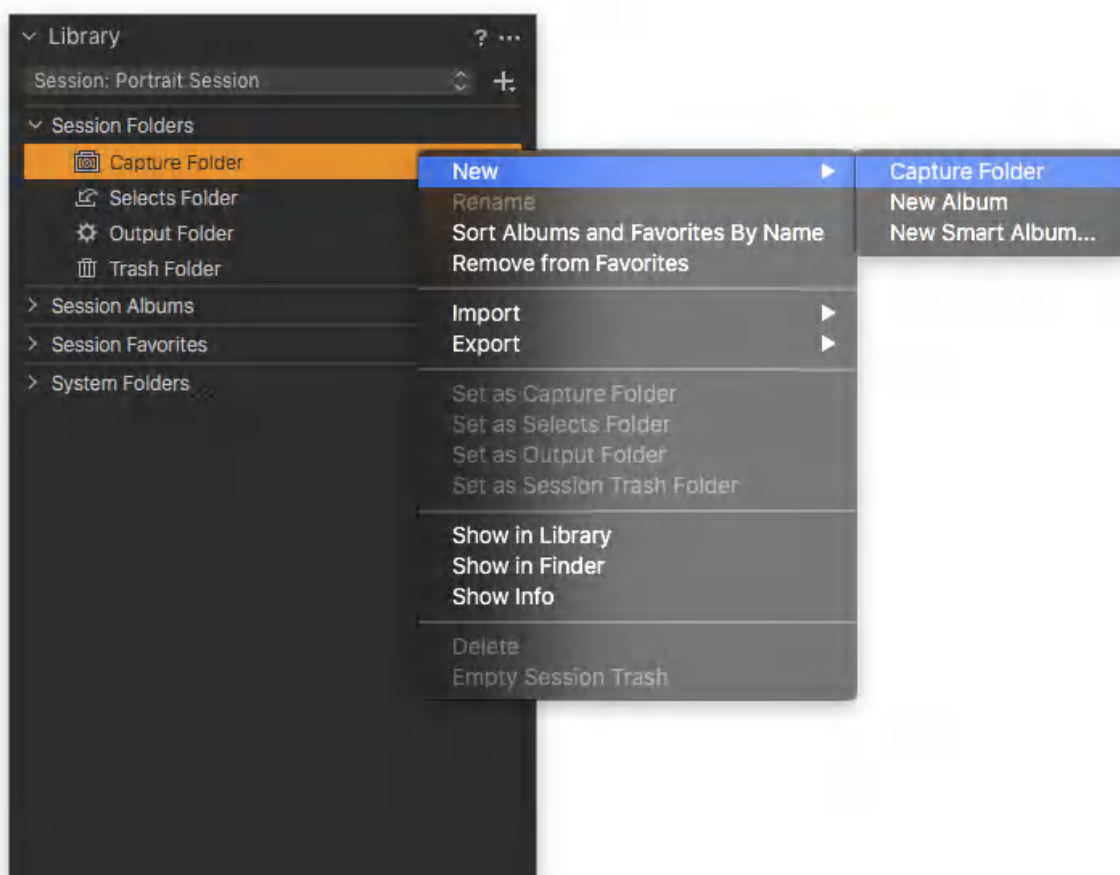 Library ? ...
Session: Portrait Session
Session Folders
Capture Folder
Selects Folder
Output Folder
Trash Folder
Session Albums
Session Favorites
System Folders
New
Rename
Sort Albums and Favorites By Name
Remove from Favorites
Import
Export
Set as Capture Folder
Set as Selects Folder
Set as Output Folder
Set as Session Trash Folder
Show in Library
Show in Finder
Show Info
Delete
Empty Session Trash
Capture Folder
New Album
New Smart Album...